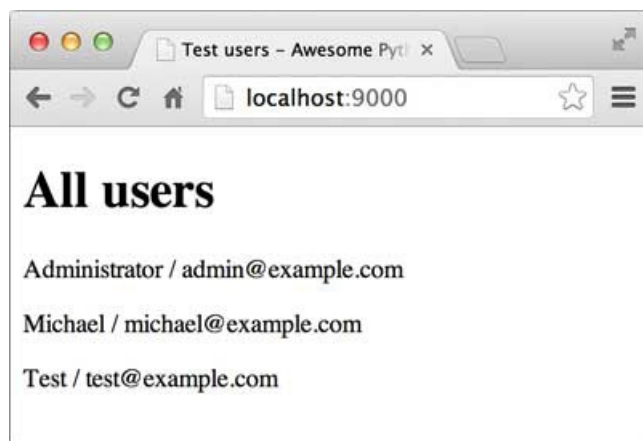 Test users - Awesome Pyt
localhost:9000
All users
Administrator / admin@example.com
Michael / michael@example.com
Test / test@example.com